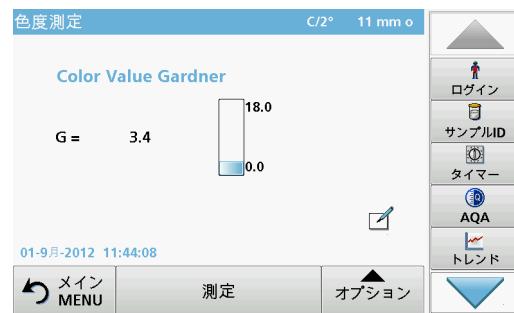 色度測定 C/2° 11 mm o
Color Value Gardner
18.0
G = 3.4
0.0
01-9月-2012 11:44:08
メイン
MENU
測定
オプション
ログイン
サンプルID
タイマー
AQA
トレンド